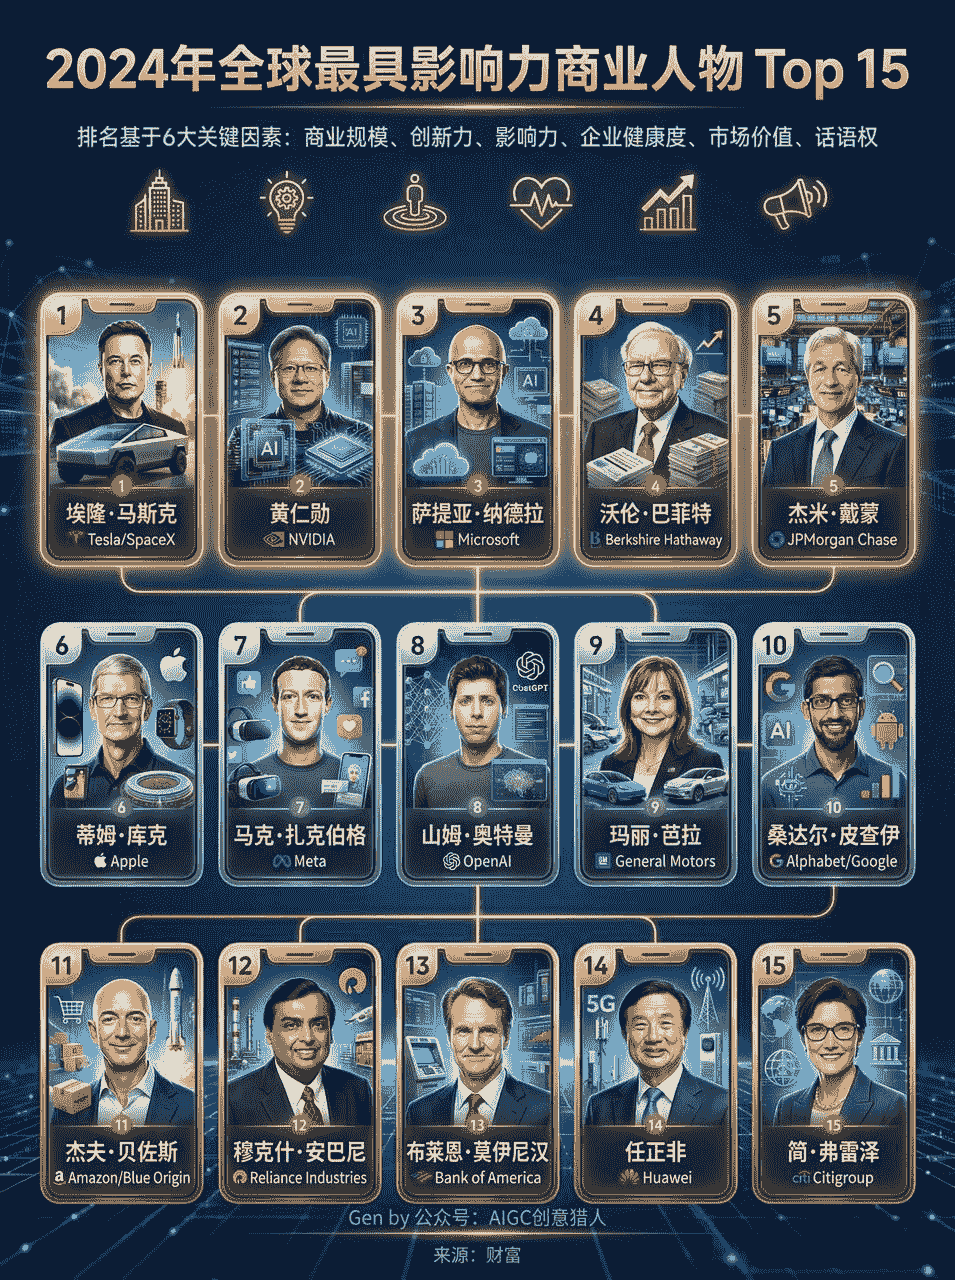 2024年全球最具影响力商业人物 Top 15
排名基于6大关键因素：商业规模、创新力、影响力、企业健康度、市场价值、话语权
1
AI
1
埃隆·马斯克
Tesla/SpaceX
2
AI
AI
2
黄仁勋
NVIDIA
3
AI
3
萨提亚·纳德拉
Microsoft
4
4
沃伦·巴菲特
B Berkshire Hathaway
5
5
杰米·戴蒙
JPMorgan Chase
6
6
蒂姆·库克
Apple
7
7
马克·扎克伯格
Meta
8
ChatGPT
8
山姆·奥特曼
OpenAI
9
9
玛丽·芭拉
GM General Motors
10
G
AI
10
桑达尔·皮查伊
G Alphabet/Google
11
11
杰夫·贝佐斯
a Amazon/Blue Origin
12
12
穆克什·安巴尼
Reliance Industries
13
13
布莱恩·莫伊尼汉
Bank of America
14
5G
14
任正非
Huawei
15
15
简·弗雷泽
citi Citigroup
Gen by 公众号：AIGC创意猎人
来源：财富